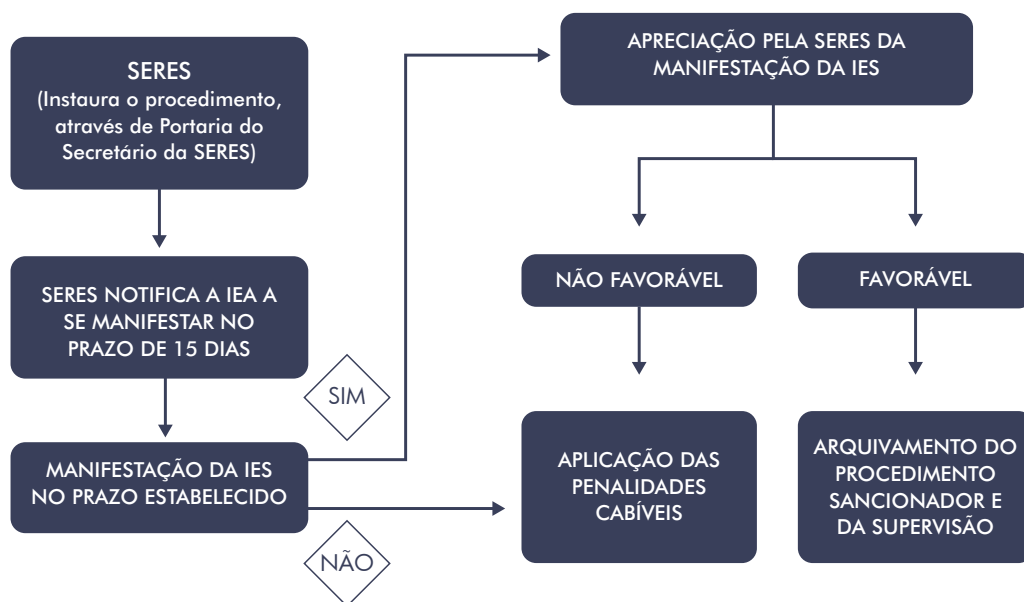 SERES
(Instaura o procedimento,
através de Portaria do
Secretário da SERES)
SERES NOTIFICA A IEA A
SE MANIFESTAR NO
PRAZO DE 15 DIAS
MANIFESTAÇÃO DA IES
NO PRAZO ESTABELECIDO
SIM
NÃO
APRECIAÇÃO PELA SERES DA
MANIFESTAÇÃO DA IES
NÃO FAVORÁVEL
FAVORÁVEL
APLICAÇÃO DAS
PENALIDADES
CABÍVEIS
ARQUIVAMENTO DO
PROCEDIMENTO
SANCIONADOR E
DA SUPERVISÃO